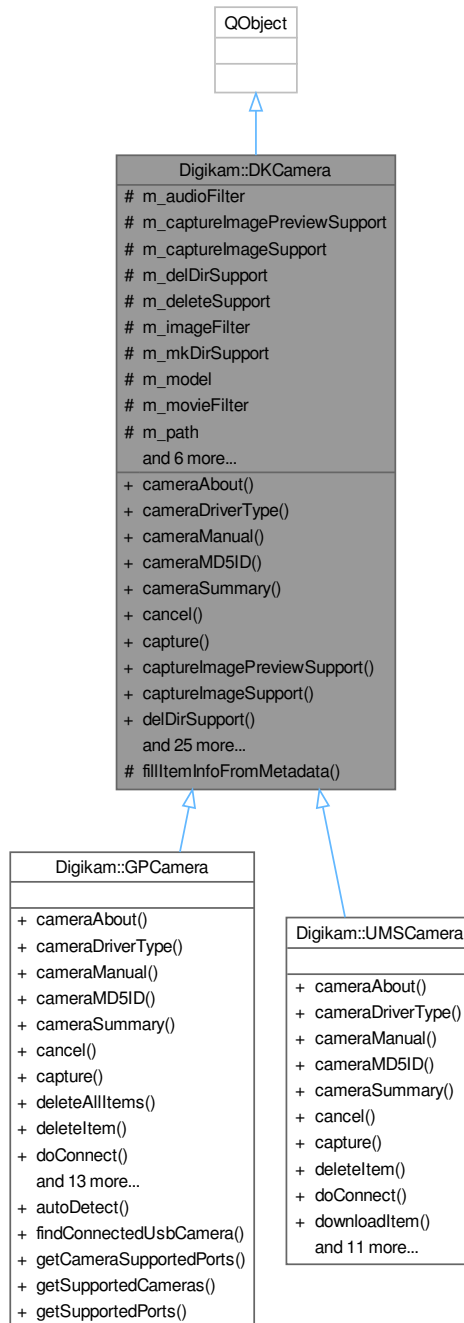 QObject
Digikam::DKCamera
# m_audioFilter
# m_captureImagePreviewSupport
# m_captureImageSupport
# m_delDirSupport
# m_deleteSupport
# m_imageFilter
# m_mkDirSupport
# m_model
# m_movieFilter
# m_path
and 6 more...
+ cameraAbout()
+ cameraDriverType()
+ cameraManual()
+ cameraMD5ID()
+ cameraSummary()
+ cancel()
+ capture()
+ captureImagePreviewSupport()
+ captureImageSupport()
+ delDirSupport()
and 25 more...
# fillItemInfoFromMetadata()
Digikam::GPCamera
+ cameraAbout()
+ cameraDriverType()
+ cameraManual()
+ cameraMD5ID()
+ cameraSummary()
+ cancel()
+ capture()
+ deleteAllItems()
+ deleteItem()
+ doConnect()
and 13 more...
+ autoDetect()
+ findConnectedUsbCamera()
+ getCameraSupportedPorts()
+ getSupportedCameras()
+ getSupportedPorts()
Digikam::UMSCamera
+ cameraAbout()
+ cameraDriverType()
+ cameraManual()
+ cameraMD5ID()
+ cameraSummary()
+ cancel()
+ capture()
+ deleteItem()
+ doConnect()
+ downloadItem()
and 11 more...